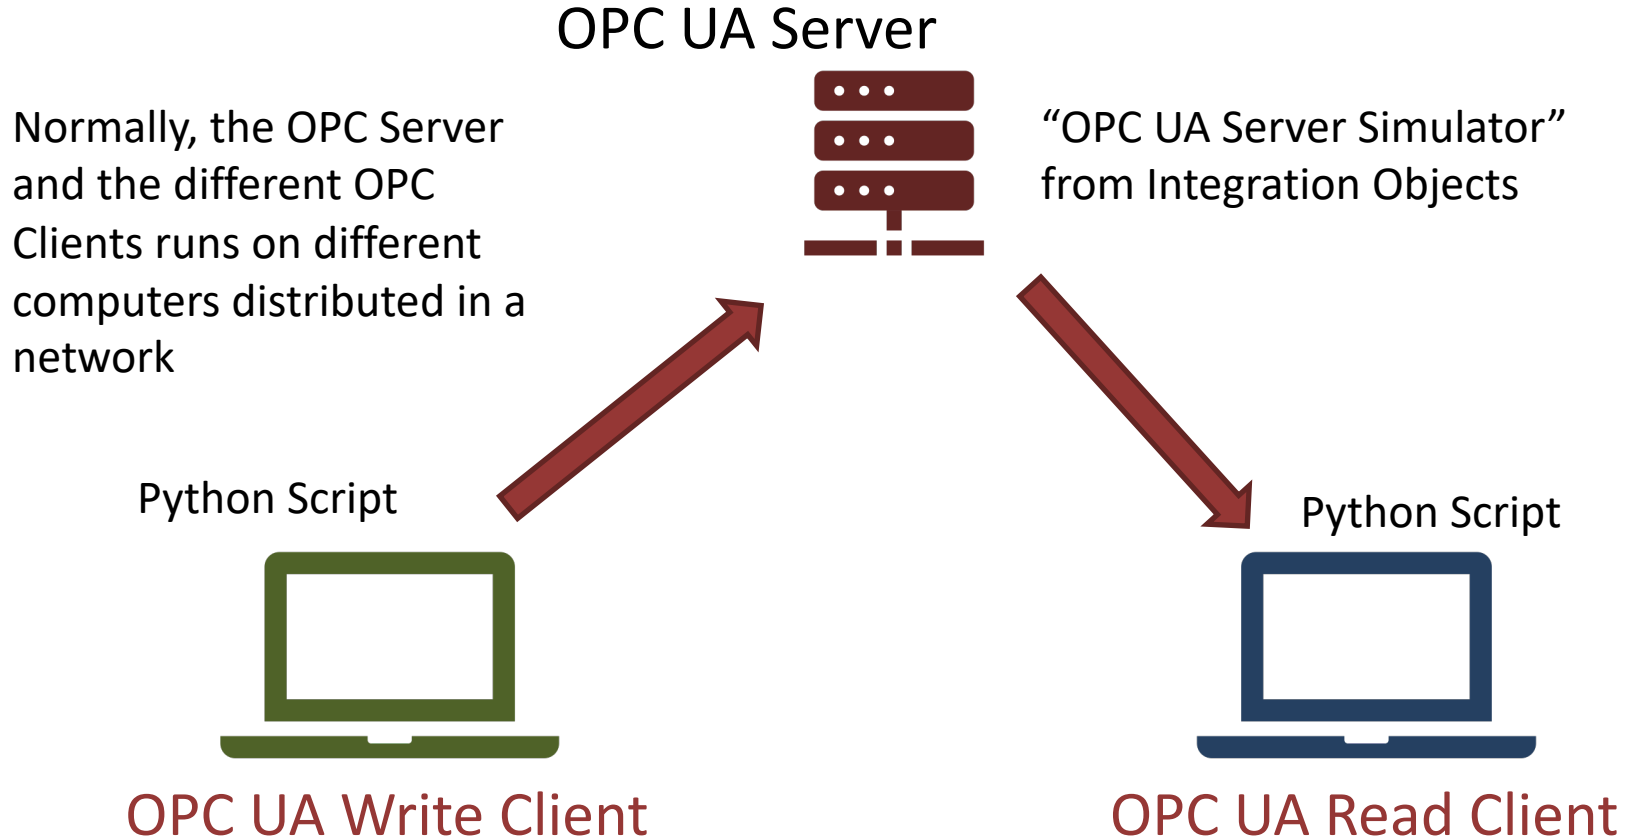 OPC UA Server
Normally, the OPC Server
and the different OPC
Clients runs on different
computers distributed in a
network
“OPC UA Server Simulator”
from Integration Objects
Python Script
Python Script
OPC UA Write Client
OPC UA Read Client